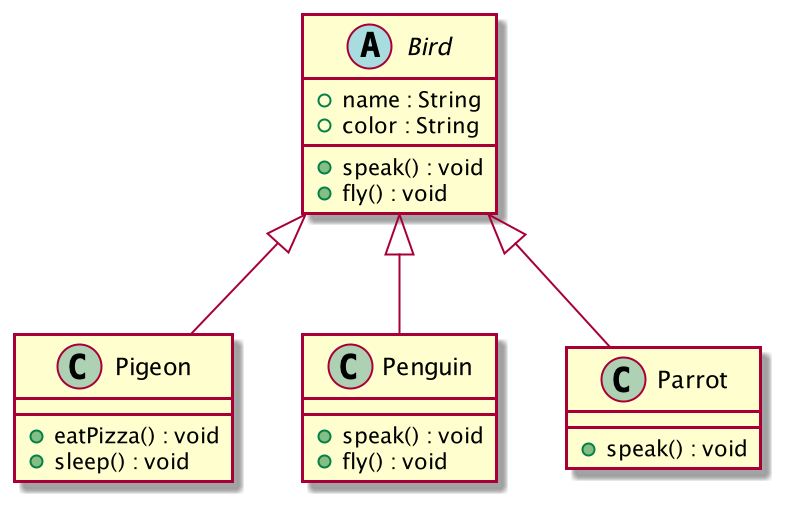 A Bird
name : String
color : String
speak() : void
fly() : void
C Pigeon
eatPizza() : void
sleep() : void
C Penguin
speak() : void
fly() : void
C Parrot
speak() : void